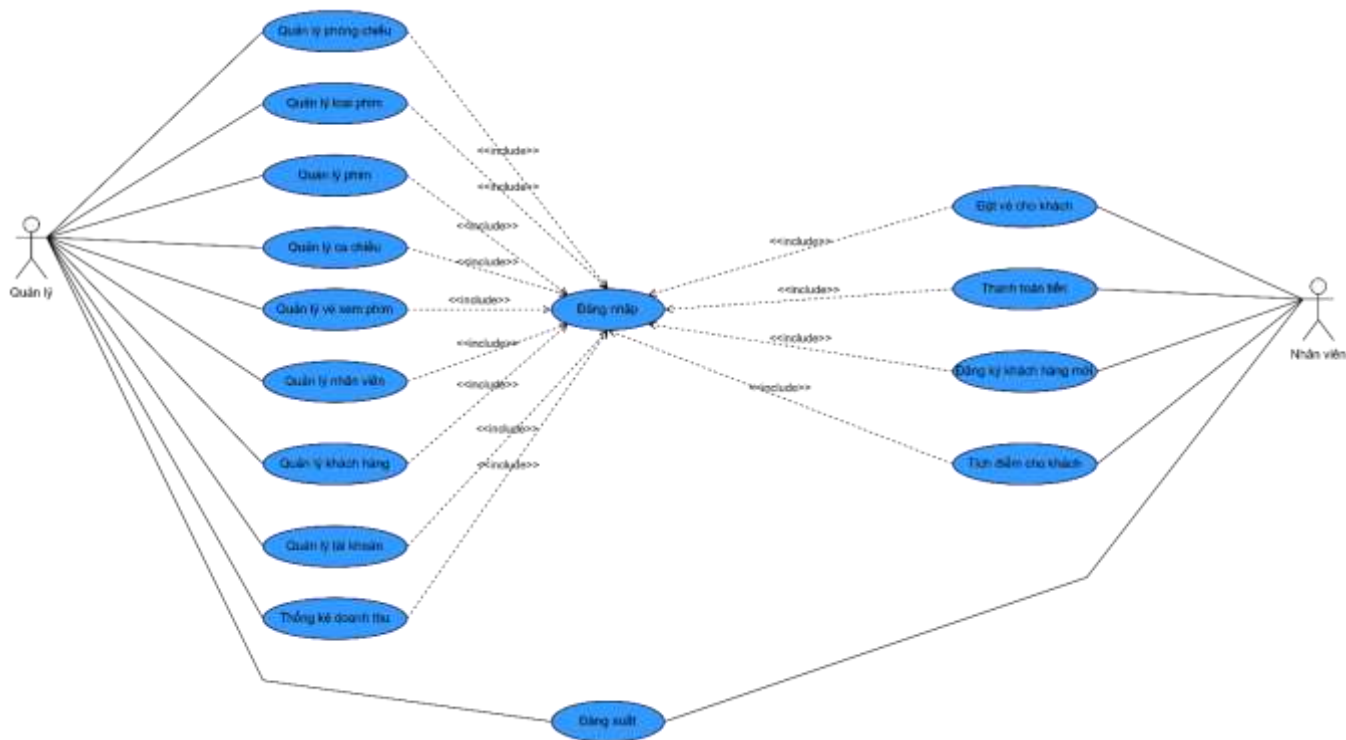 Quản lý phòng chiếu
Quản lý loại phim
Quản lý phim
Quản lý ca chiếu
Quản lý vé xem phim
Quản lý nhân viên
Quản lý khách hàng
Quản lý tài khoản
Thống kê doanh thu
Quản lý
<<include>>
<<include>>
<<include>>
<<include>>
<<include>>
<<include>>
<<include>>
<<include>>
<<include>>
Đăng nhập
Đăng xuất
<<include>>
<<include>>
<<include>>
<<include>>
Đặt vé cho khách
Thanh toán tiền
Đăng ký khách hàng mới
Tích điểm cho khách
Nhân viên